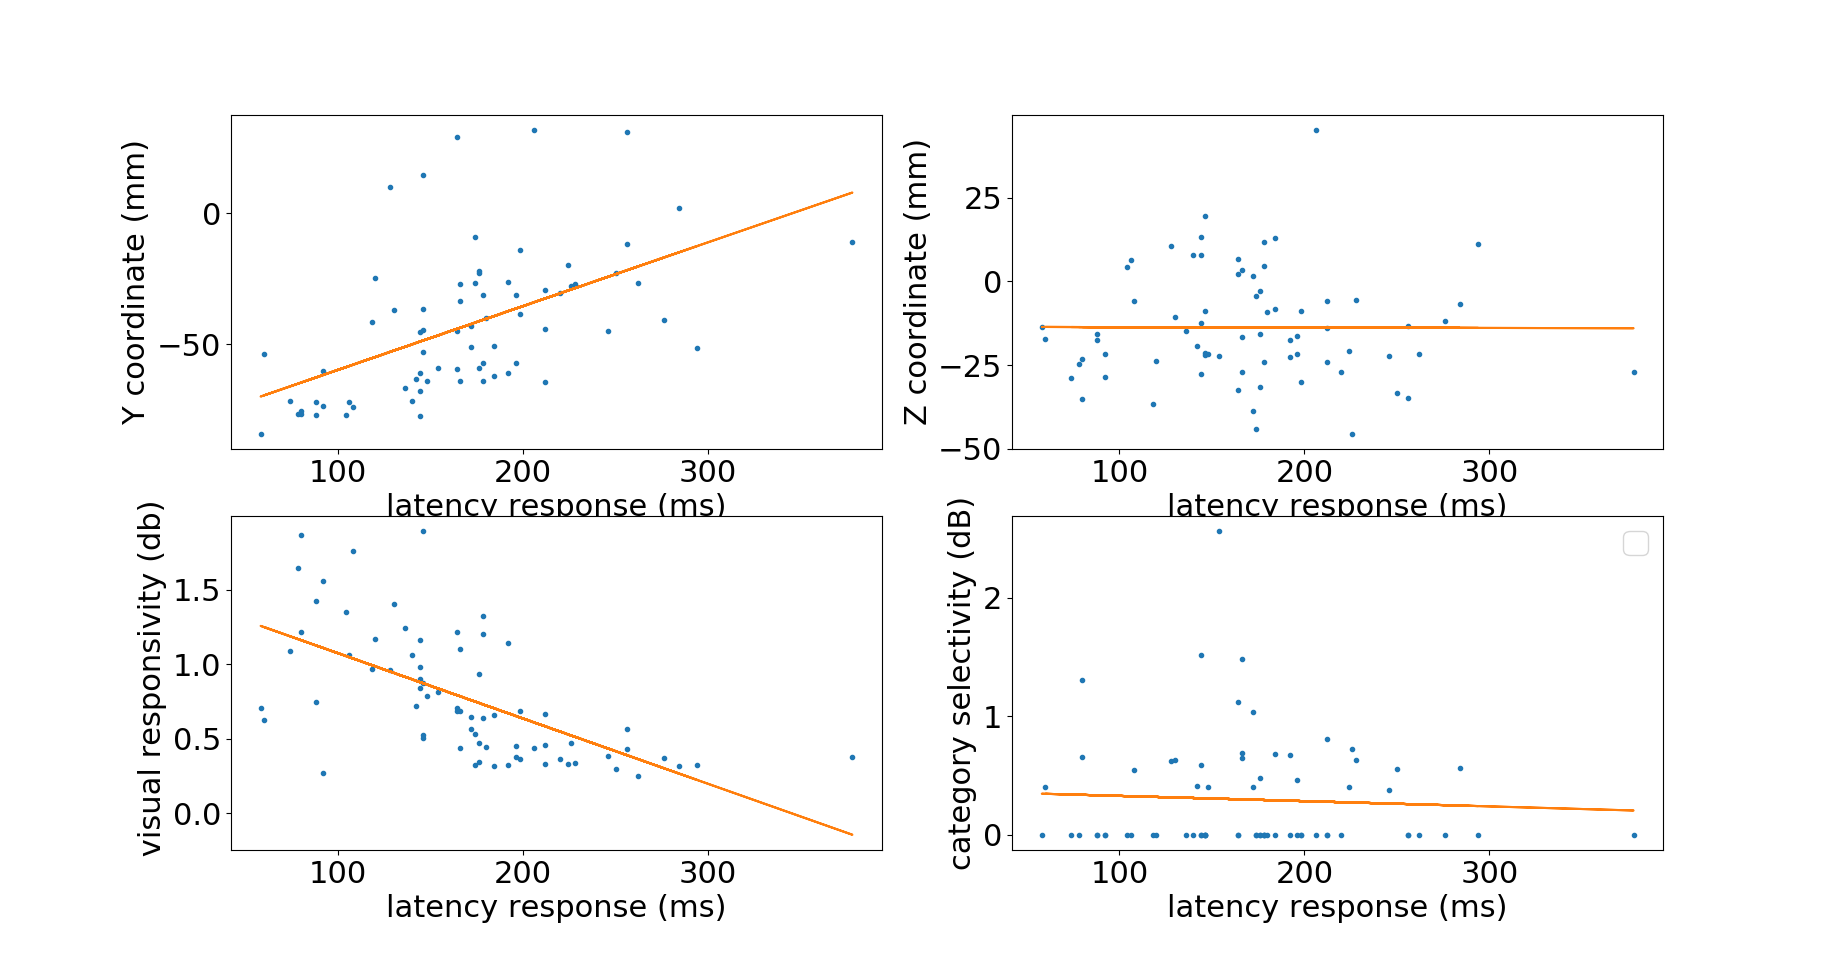 Y coordinate (mm)
0
−50
100 200 300
latency response (ms)
Z coordinate (mm)
25
0
−25
−50
100 200 300
latency response (ms)
visual responsivity (db)
1.5
1.0
0.5
0.0
100 200 300
latency response (ms)
category selectivity (dB)
2
1
0
100 200 300
latency response (ms)